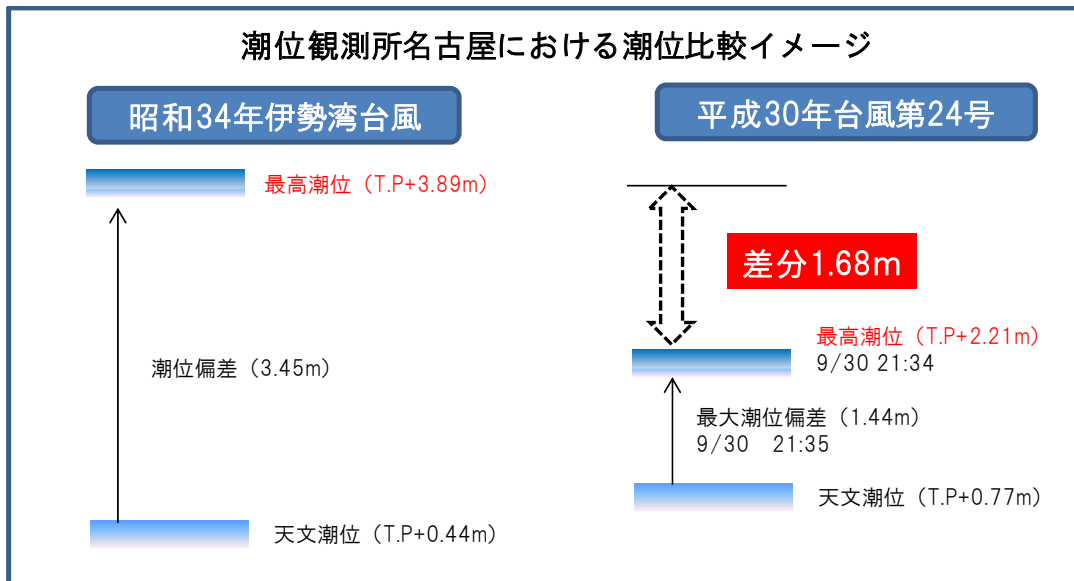 潮位観測所名古屋における潮位比較イメージ
昭和34年伊勢湾台風
最高潮位（T.P+3.89m）
潮位偏差（3.45m）
天文潮位（T.P+0.44m）
平成30年台風第24号
差分1.68m
最高潮位（T.P+2.21m）
9/30 21:34
最大潮位偏差（1.44m）
9/30　21:35
天文潮位（T.P+0.77m）